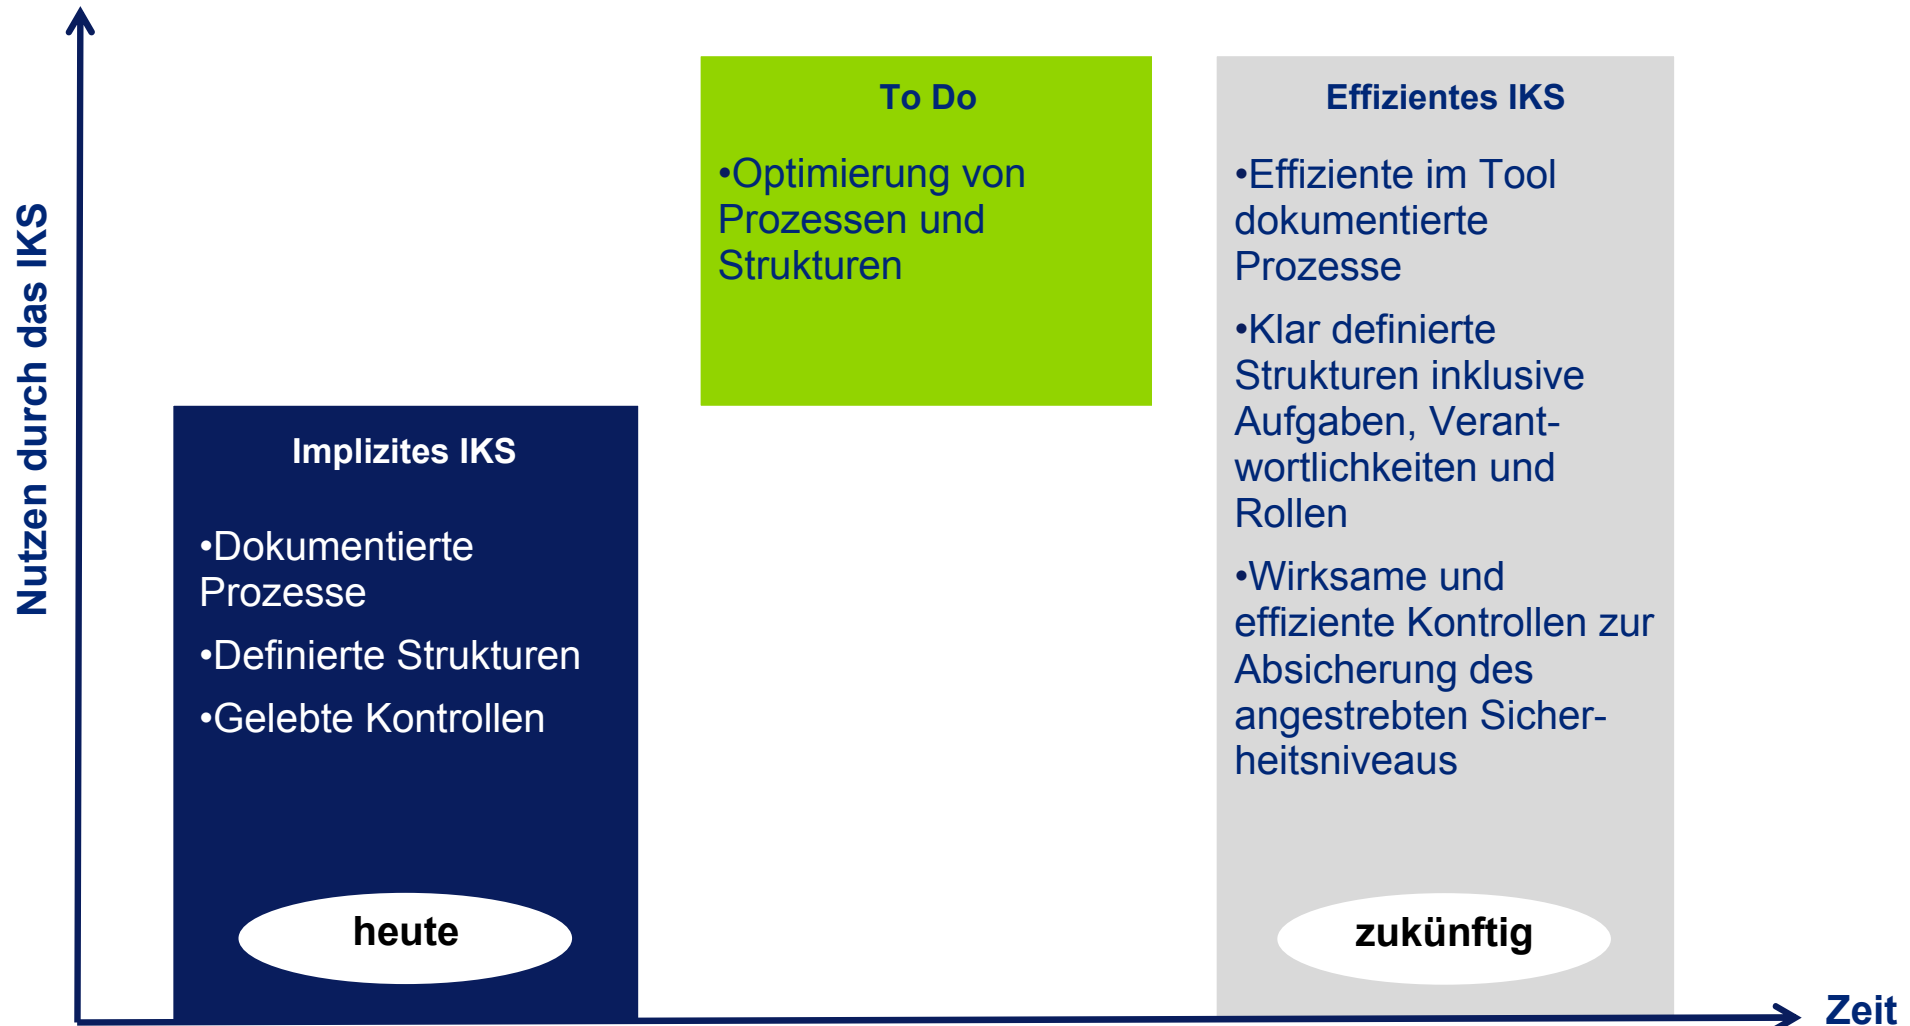 Nutzen durch das IKS
Implizites IKS
•Dokumentierte
Prozesse
•Definierte Strukturen
•Gelebte Kontrollen
heute
To Do
•Optimierung von
Prozessen und
Strukturen
Effizientes IKS
•Effiziente im Tool
dokumentierte
Prozesse
•Klar definierte
Strukturen inklusive
Aufgaben, Verant-
wortlichkeiten und
Rollen
•Wirksame und
effiziente Kontrollen zur
Absicherung des
angestrebten Sicher-
heitsniveaus
zukünftig
Zeit